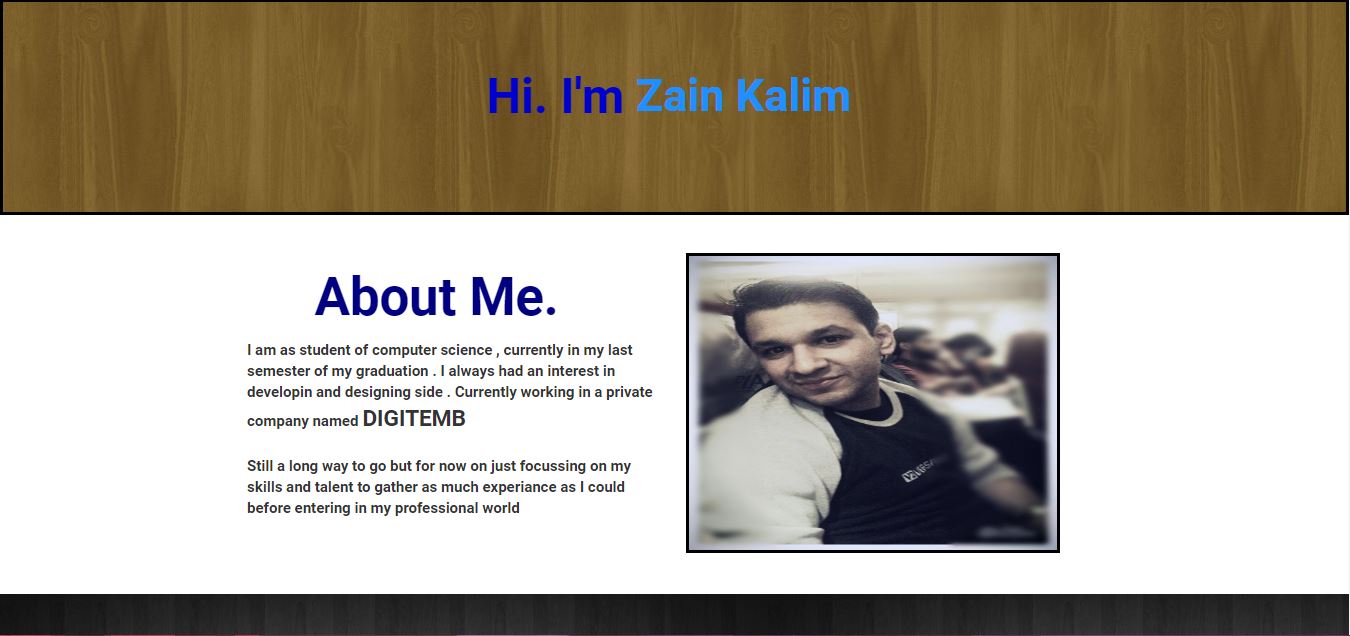 Hi. I'm Zain Kalim
About Me.
I am as student of computer science , currently in my last
semester of my graduation . I always had an interest in
developin and designing side . Currently working in a private
company named DIGITEMB
Still a long way to go but for now on just focussing on my
skills and talent to gather as much experiance as I could
before entering in my professional world